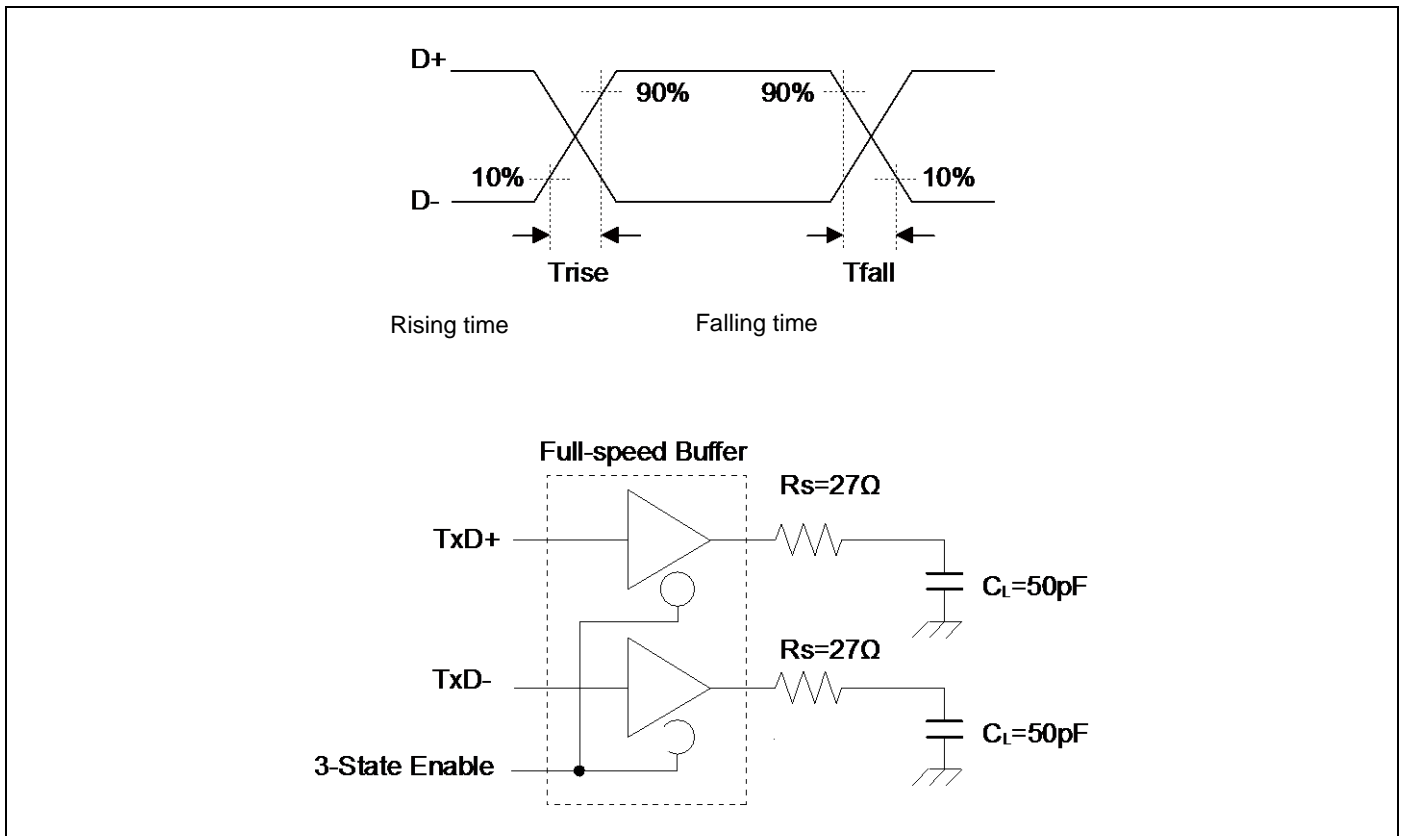 D+
90%
90%
10%
10%
D-
Trise
Tfall
Rising time
Falling time
Full-speed Buffer
Rs=27Ω
TxD+
CL=50pF
Rs=27Ω
TxD-
CL=50pF
3-State Enable